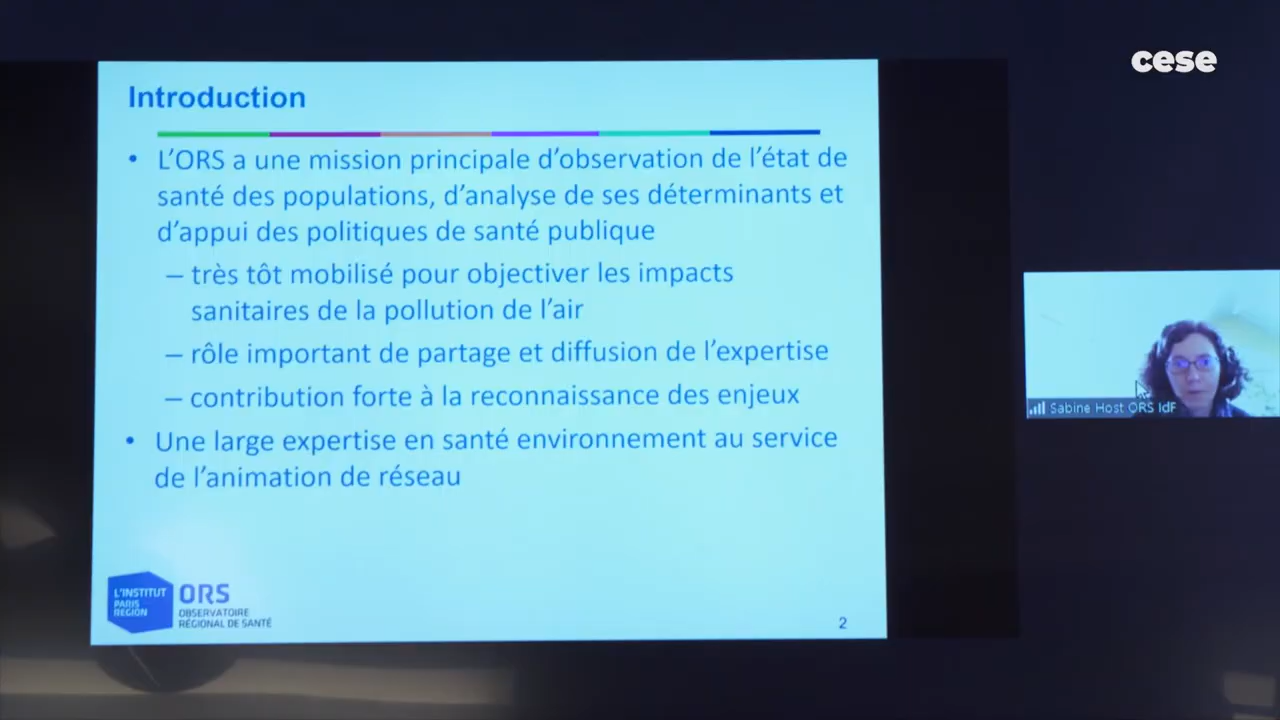 cese
Introduction
• L'ORS a une mission principale d'observation de l'état de
santé des populations, d'analyse de ses déterminants et
d'appui des politiques de santé publique
– très tôt mobilisé pour objectiver les impacts
sanitaires de la pollution de l'air
– rôle important de partage et diffusion de l'expertise
– contribution forte à la reconnaissance des enjeux
• Une large expertise en santé environnement au service
de l'animation de réseau
L'INSTITUT
PARIS
REGION
ORS
OBSERVATOIRE
RÉGIONAL DE SANTÉ
2
Sabine Host ORS IdF